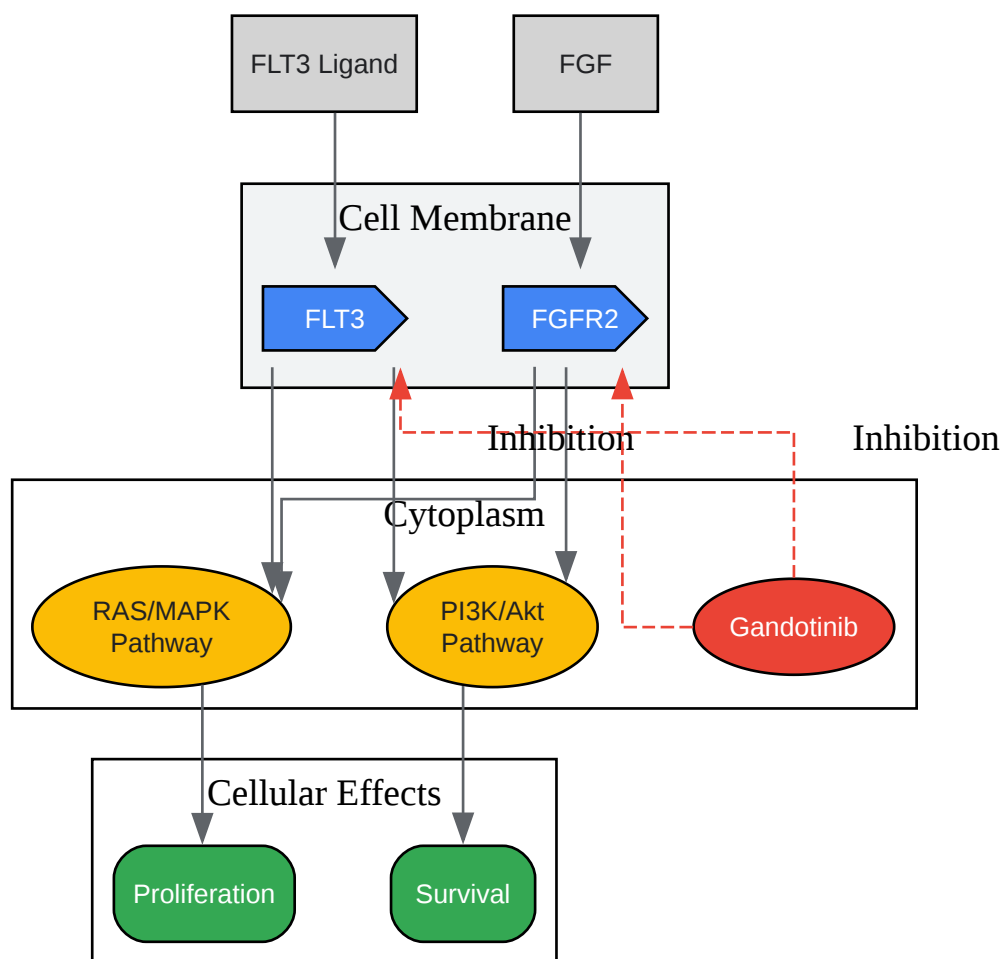 FLT3 Ligand
FGF
Cell Membrane
FLT3
FGFR2
Inhibition
Inhibition
Cytoplasm
RAS/MAPK
Pathway
PI3K/Akt
Pathway
Gandotinib
Cellular Effects
Proliferation
Survival